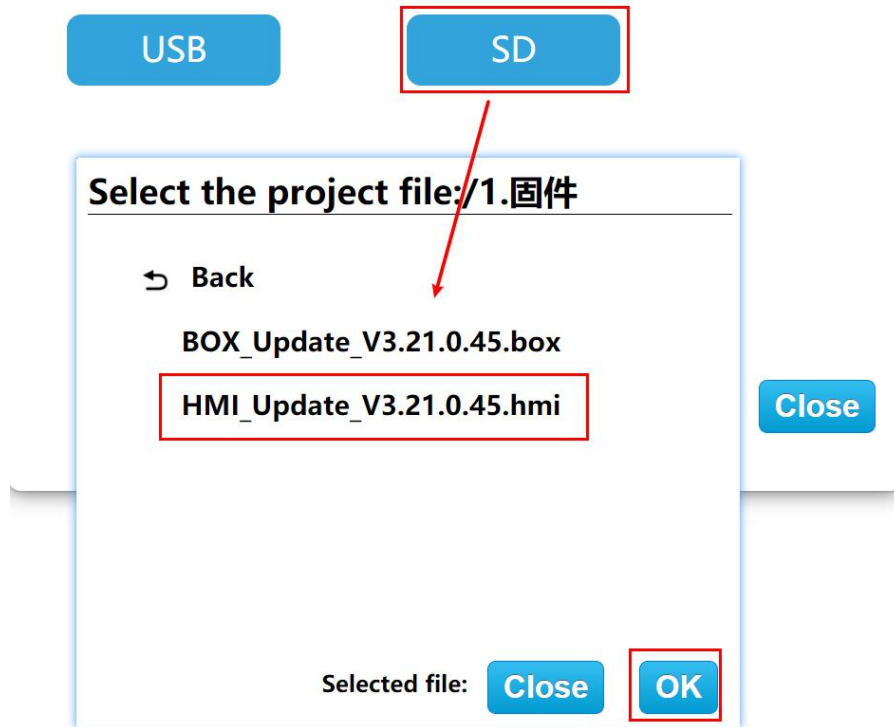 USB SD
Select the project file:/1.固件
Back
BOX_Update_V3.21.0.45.box
HMI_Update_V3.21.0.45.hmi
Close
Selected file: Close OK